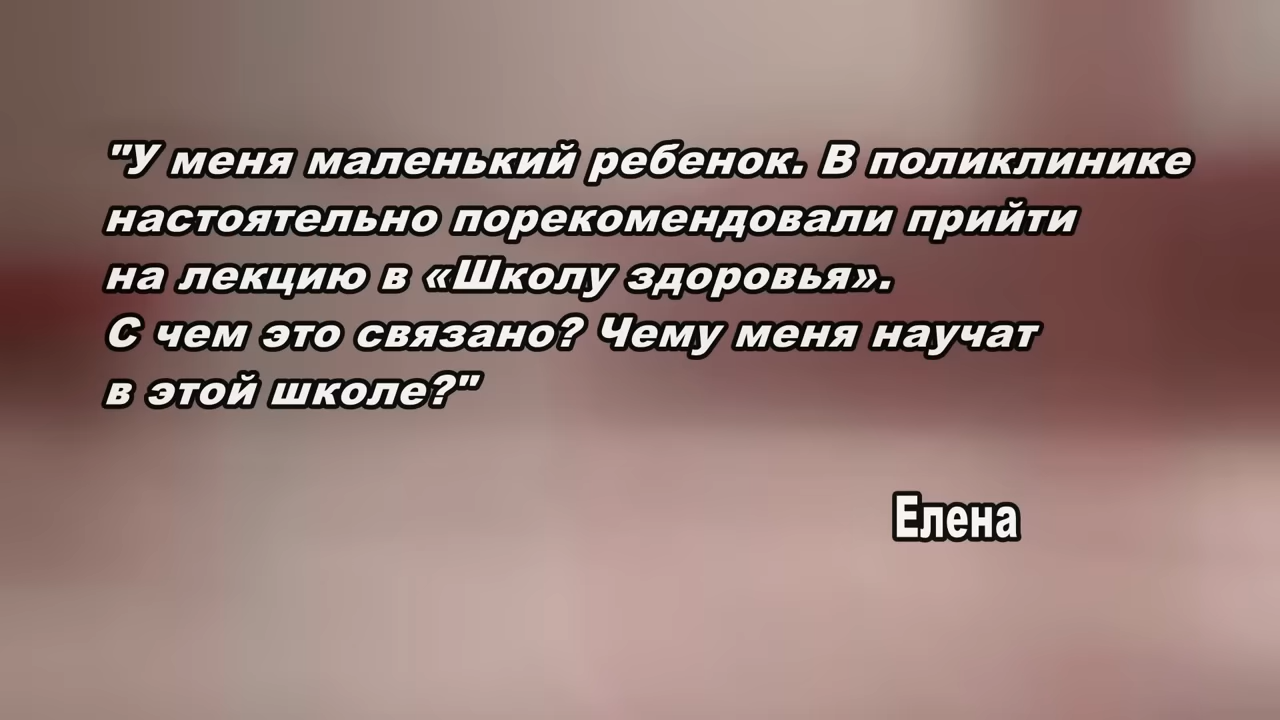 "У меня маленький ребенок. В поликлинике
настоятельно порекомендовали прийти
на лекцию в «Школу здоровья».
С чем это связано? Чему меня научат
в этой школе?"
Елена